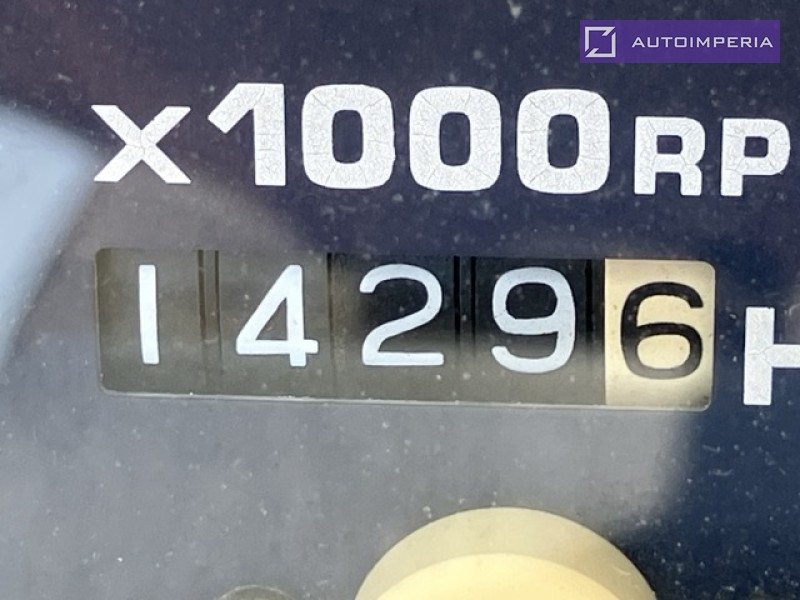 AUTOIMPERIA
X1000RP
14296 H